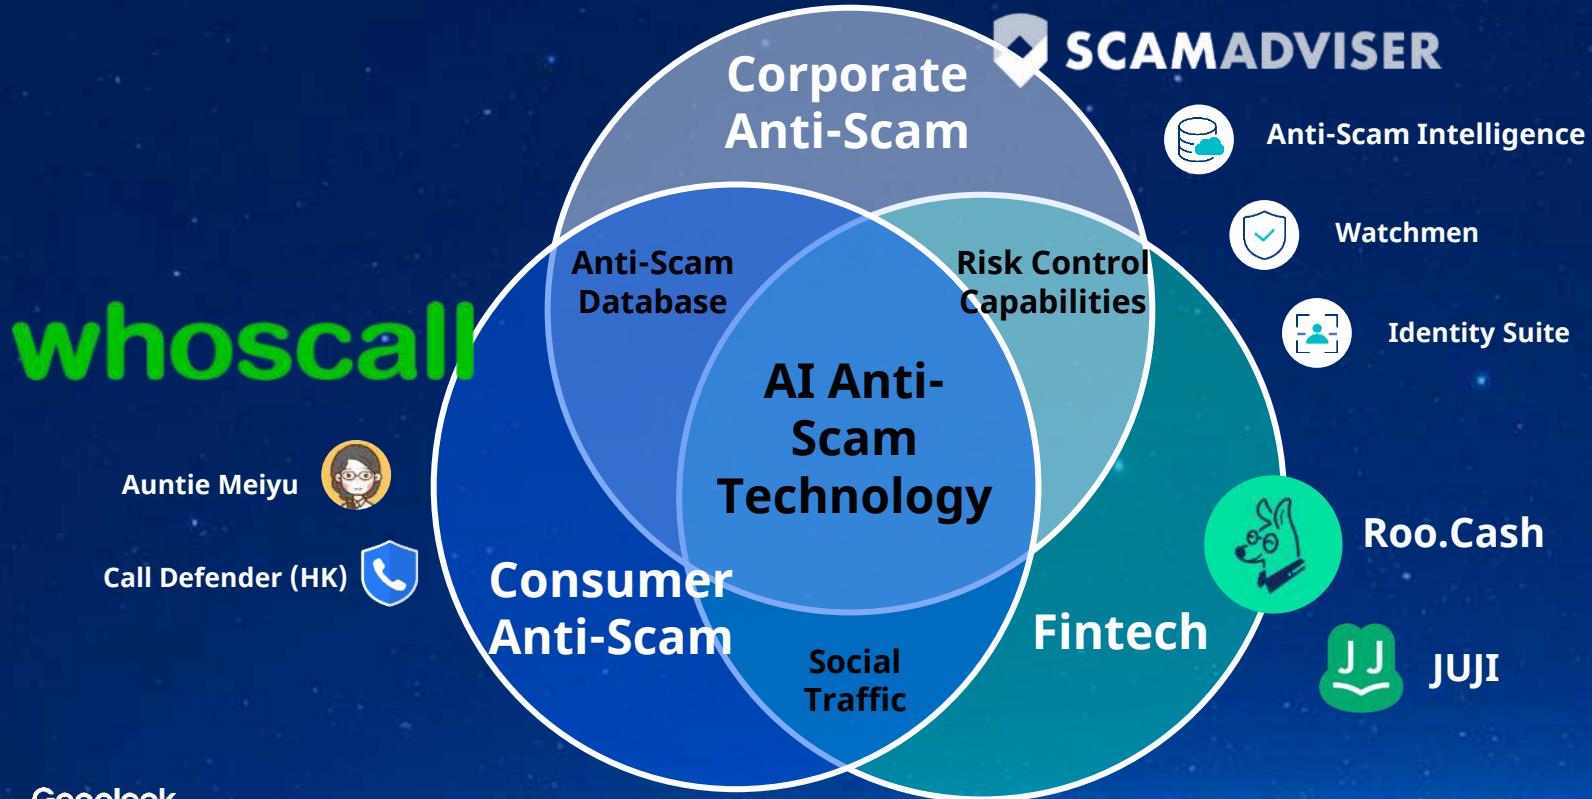 SCAMADVISER
Corporate
Anti-Scam
Anti-Scam Intelligence
Watchmen
Identity Suite
Anti-Scam
Database
Risk Control
Capabilities
whoscall
AI Anti-
Scam
Technology
Auntie Meiyu
Call Defender (HK)
Consumer
Anti-Scam
Fintech
Social
Traffic
Roo.Cash
JJ
JUJI